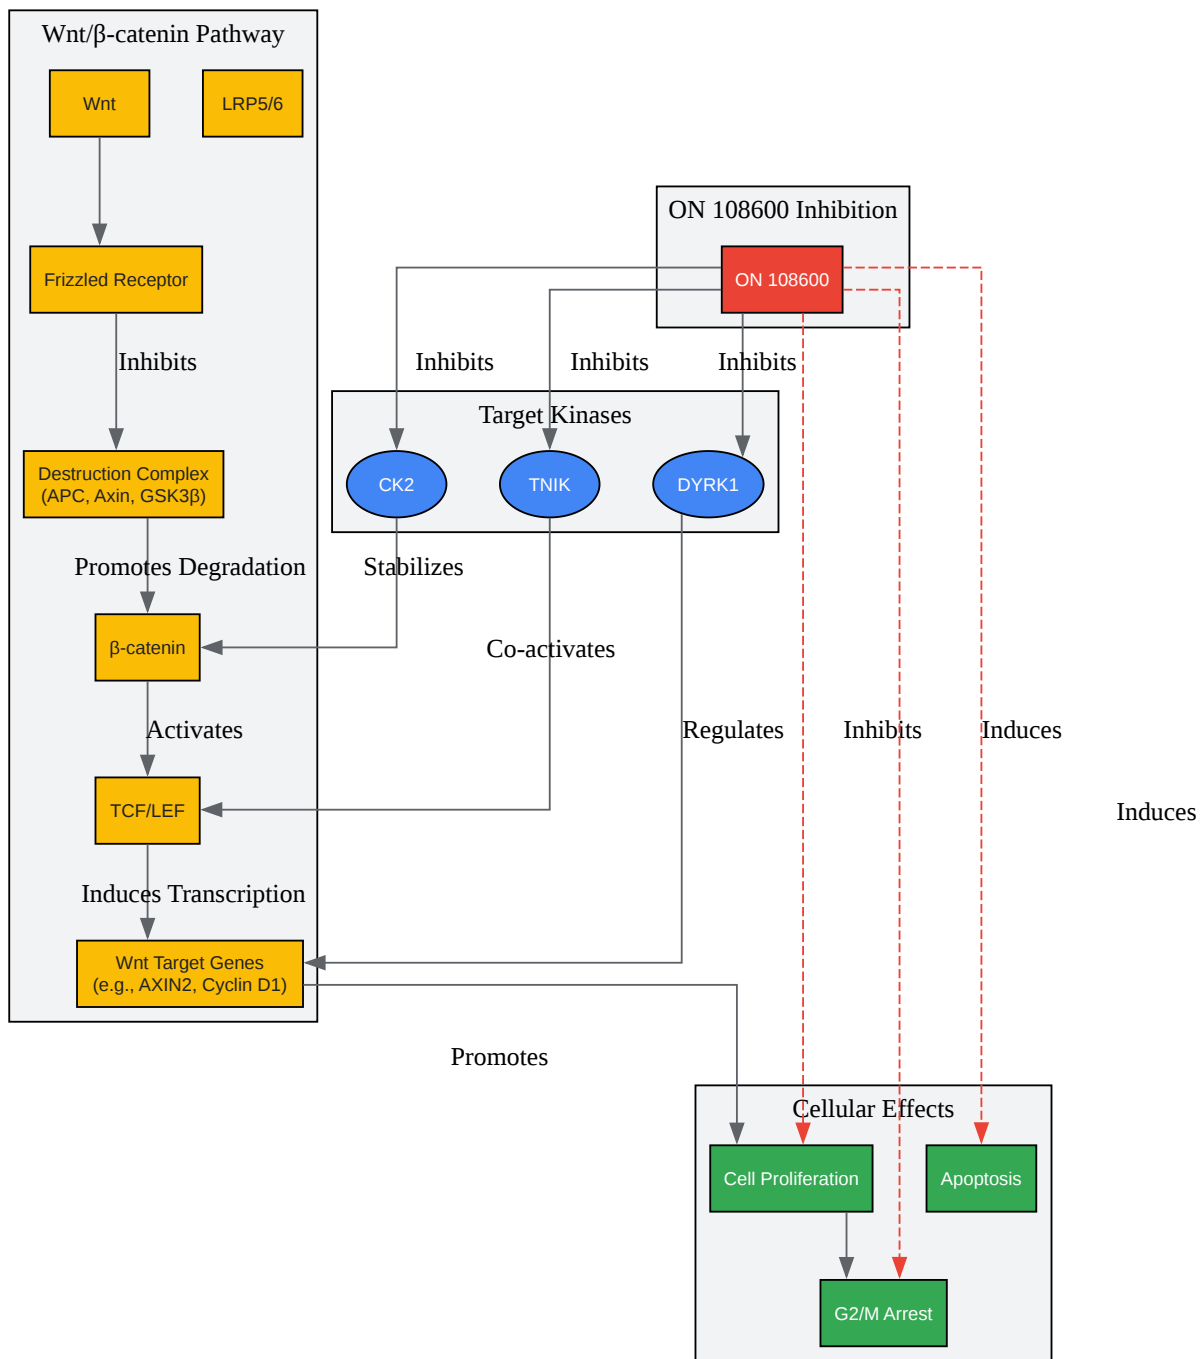 Wnt/β-catenin Pathway
Wnt
LRP5/6
ON 108600 Inhibition
Frizzled Receptor
ON 108600
Inhibits
Inhibits
Inhibits
Inhibits
Target Kinases
Destruction Complex
(APC, Axin, GSK3β)
CK2
TNIK
DYRK1
Promotes Degradation
Stabilizes
β-catenin
Co-activates
Activates
Regulates
Inhibits
Induces
TCF/LEF
Induces
Induces Transcription
Wnt Target Genes
(e.g., AXIN2, Cyclin D1)
Promotes
Cellular Effects
Cell Proliferation
Apoptosis
G2/M Arrest